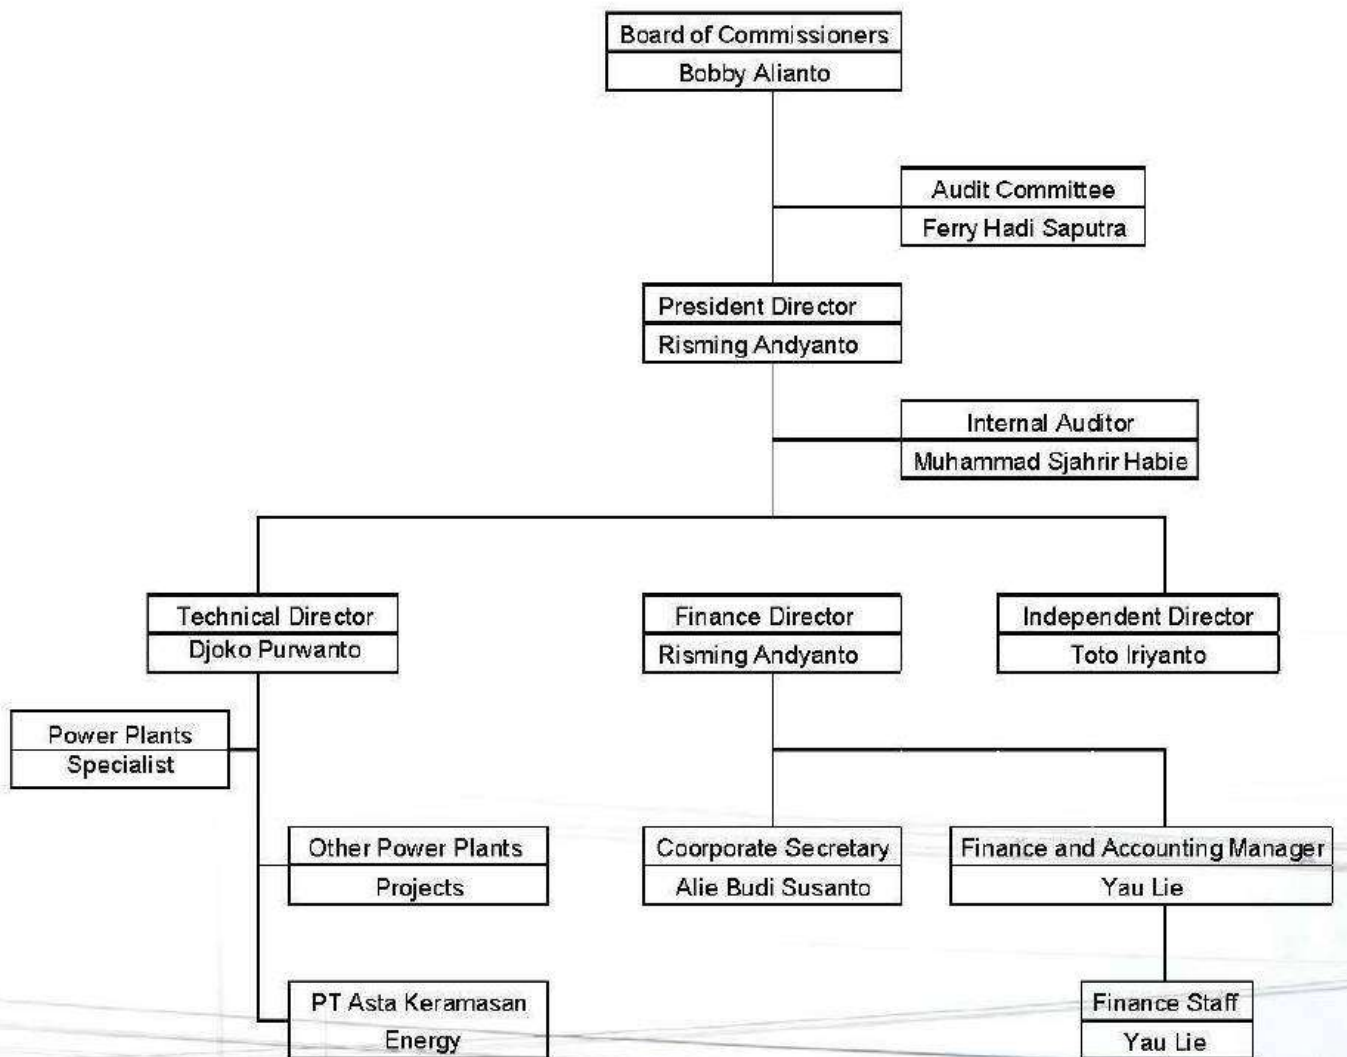 Board of Commissioners
Bobby Alianto
Audit Committee
Ferry Hadi Saputra
President Director
Risming Andyanto
Internal Auditor
Muhammad Sjahrir Habie
Technical Director
Djoko Purwanto
Finance Director
Risming Andyanto
Independent Director
Toto Iriyanto
Power Plants
Specialist
Other Power Plants
Projects
Coorporate Secretary
Alie Budi Susanto
Finance and Accounting Manager
Yau Lie
PT Asta Keramasan
Energy
Finance Staff
Yau Lie